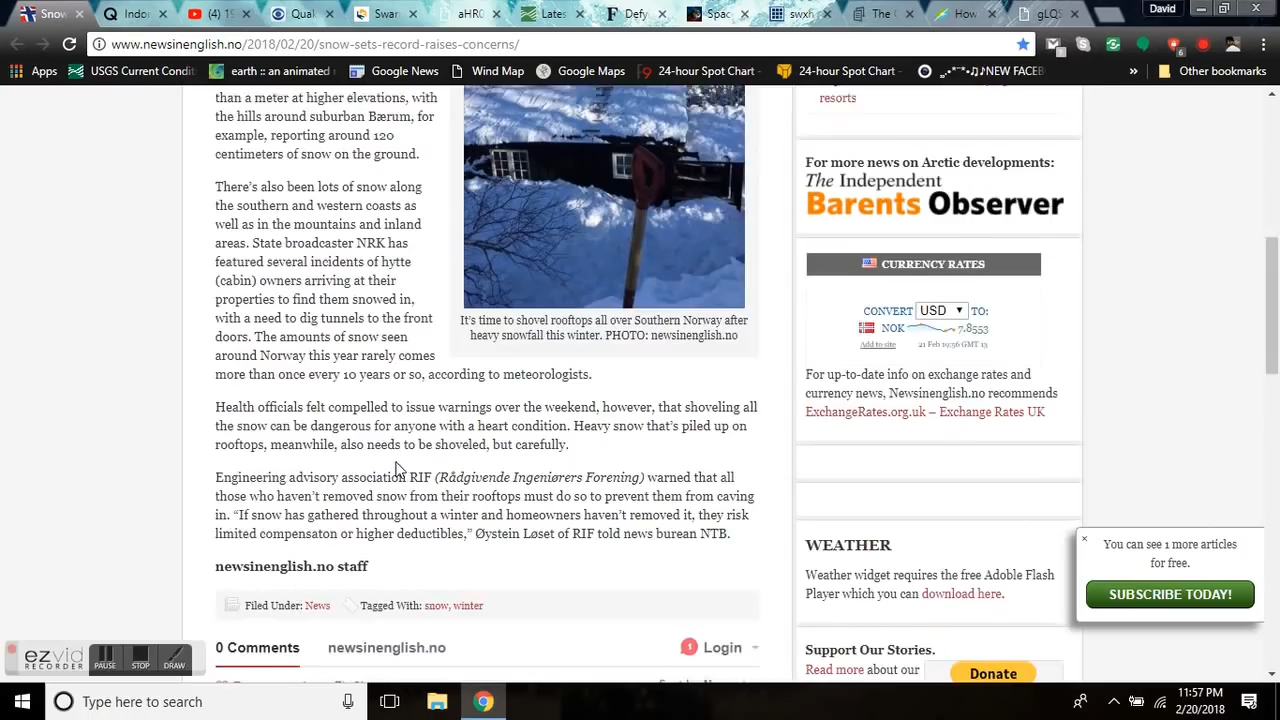 Snow
Indo
(4) 19
Qual
Swar
aHR0
Lates
Defy
Spac
swxh
The
How
gLQS
David
www.newsinenglish.no/2018/02/20/snow-sets-record-raises-concerns/
6
Apps
USGS Current Condit
earth :: an animated
Google News
Wind Map
Google Maps
24-hour Spot Chart
24-hour Spot Chart
NEW FACEB
»
Other bookmarks
than a meter at higher elevations, with
the hills around suburban Bærum, for
example, reporting around 120
centimeters of snow on the ground.
There's also been lots of snow along
the southern and western coasts as
well as in the mountains and inland
areas. State broadcaster NRK has
featured several incidents of hytte
(cabin) owners arriving at their
properties to find them snowed in,
with a need to dig tunnels to the front
doors. The amounts of snow seen
around Norway this year rarely comes
more than once every 10 years or so, according to meteorologists.
It's time to shovel rooftops all over Southern Norway after
heavy snowfall this winter. PHOTO: newsinenglish.no
Health officials felt compelled to issue warnings over the weekend, however, that shoveling all
the snow can be dangerous for anyone with a heart condition. Heavy snow that's piled up on
rooftops, meanwhile, also needs to be shoveled, but carefully.
Engineering advisory association RIF (Rådgivende Ingeniørers Forening) warned that all
those who haven't removed snow from their rooftops must do so to prevent them from caving
in. "If snow has gathered throughout a winter and homeowners haven't removed it, they risk
limited compensaton or higher deductibles," Øystein Løset of RIF told news burean NTB.
newsinenglish.no staff
Filed Under: News Tagged With: snow, winter
0 Comments newsinenglish.no 1 Login
resorts
For more news on Arctic developments:
The Independent
Barents Observer
CURRENCY RATES
CONVERT USD TO:
NOK 7.8553
Add to site 21 Feb 19:56 GMT 13
For up-to-date info on exchange rates and
currency news, Newsinenglish.no recommends
ExchangeRates.org.uk – Exchange Rates UK
WEATHER
Weather widget requires the free Adoble Flash
Player which you can download here.
Support Our Stories.
Read more about our
Donate
× You can see 1 more articles
for free.
SUBSCRIBE TODAY!
ezvid
RECORDER
PAUSE STOP DRAW
Type here to search
11:57 PM
2/20/2018